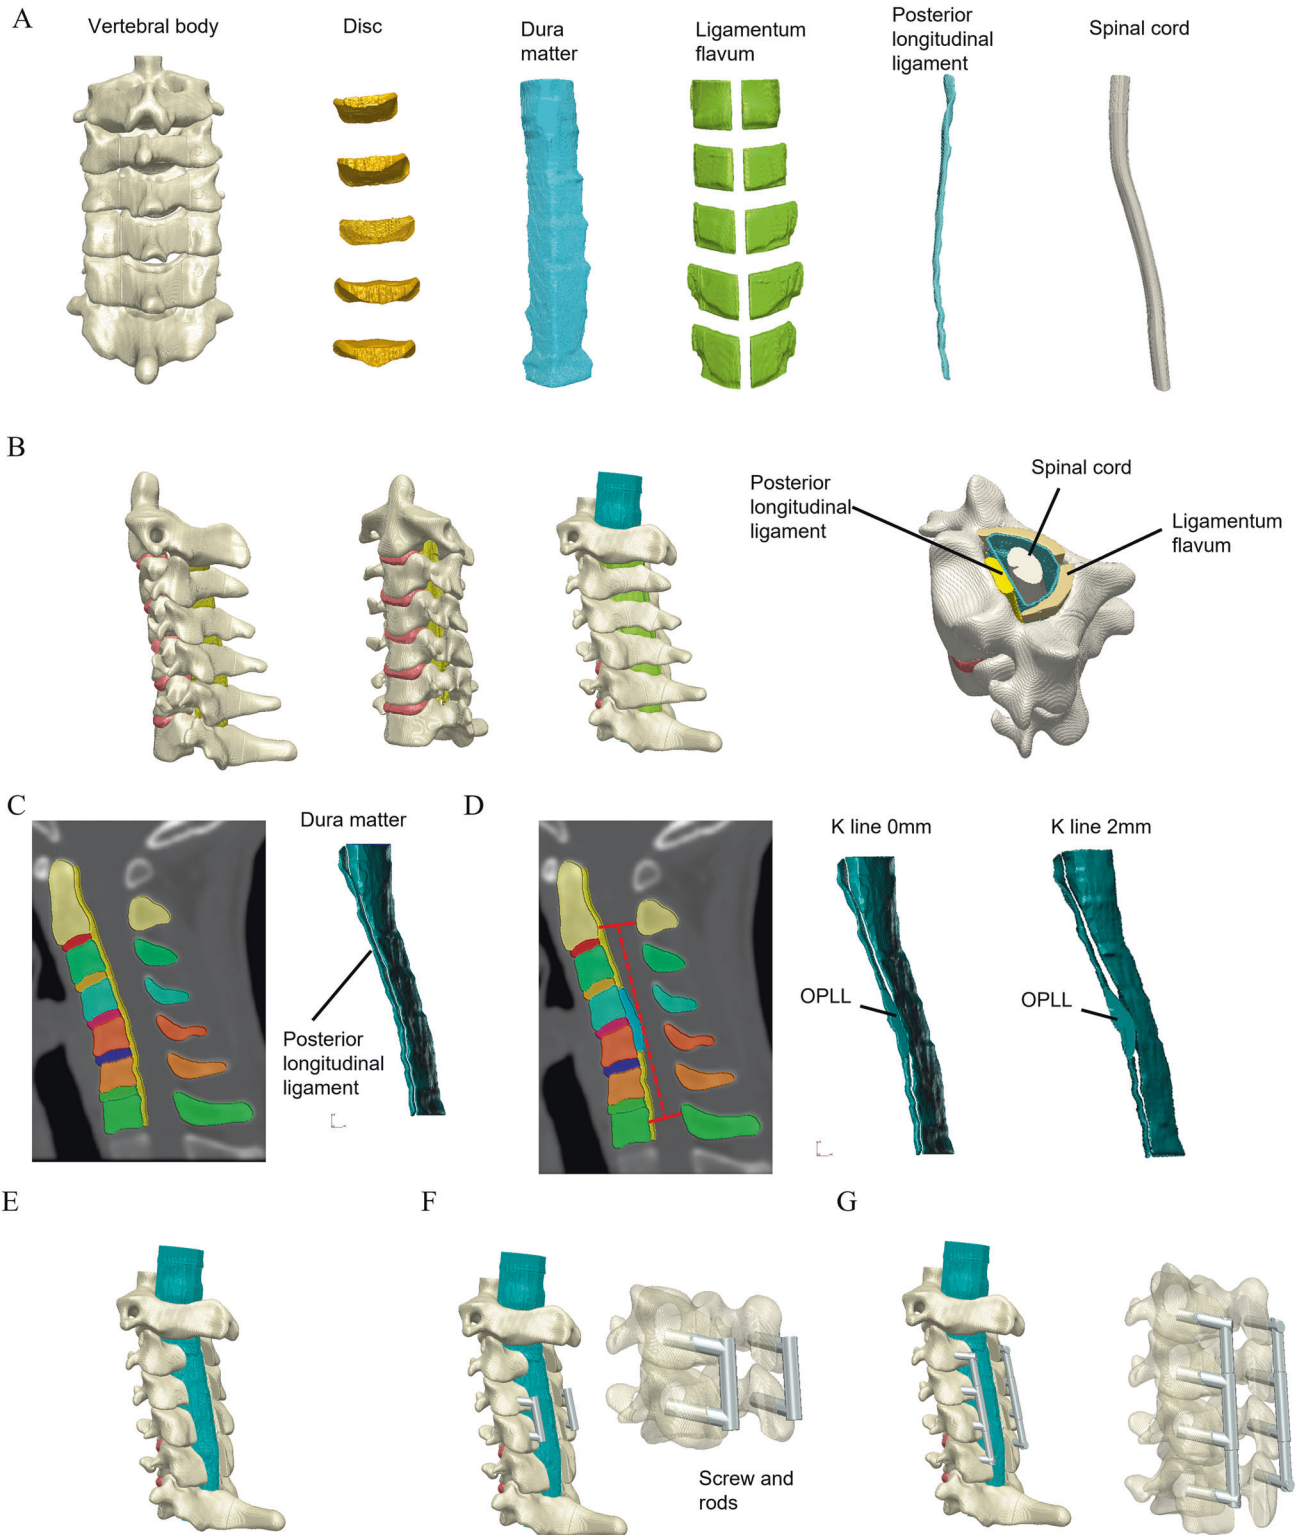 A
Vertebral body
Disc
Dura
matter
Ligamentum
flavum
Posterior
longitudinal
ligament
Spinal cord
B
Posterior
longitudinal
ligament
Spinal cord
Ligamentum
flavum
C
Dura matter
Posterior
longitudinal
ligament
D
K line 0mm
K line 2mm
OPLL
OPLL
E
F
Screw and
rods
G